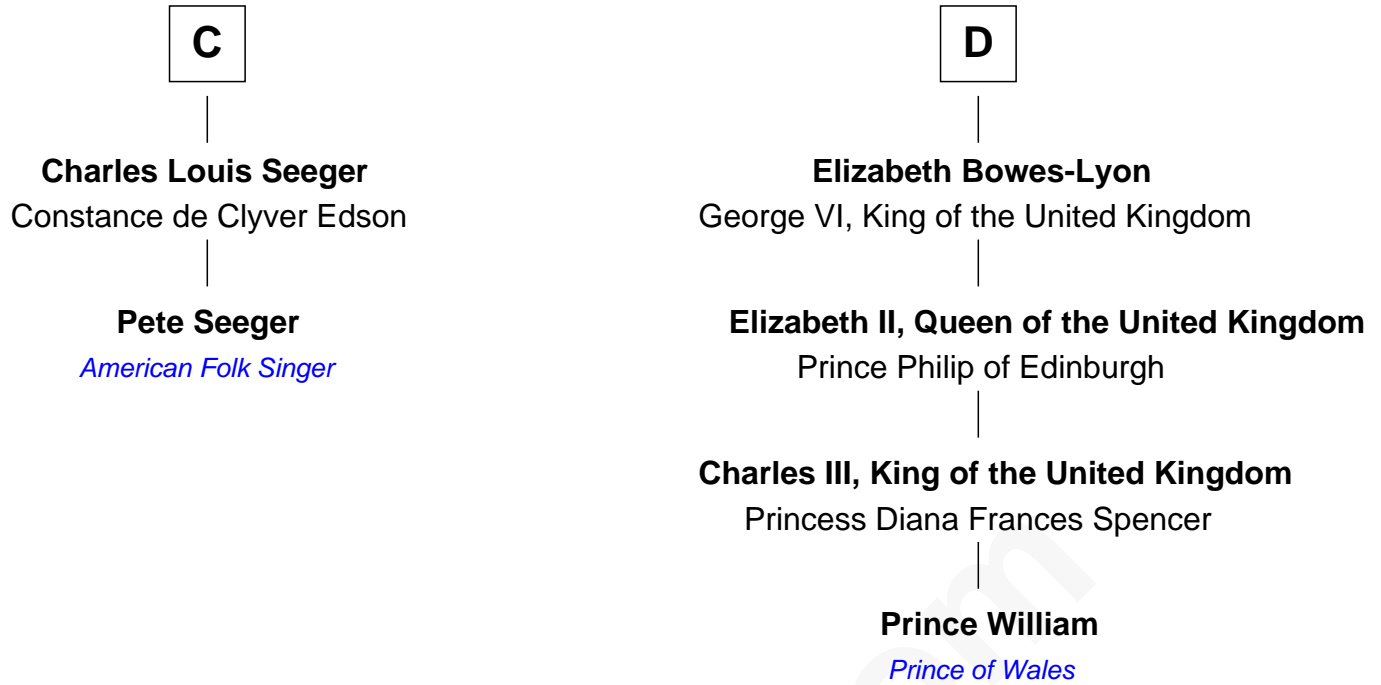 C
Charles Louis Seeger
Constance de Clyver Edson
Pete Seeger
American Folk Singer
D
Elizabeth Bowes-Lyon
George VI, King of the United Kingdom
Elizabeth II, Queen of the United Kingdom
Prince Philip of Edinburgh
Charles III, King of the United Kingdom
Princess Diana Frances Spencer
Prince William
Prince of Wales